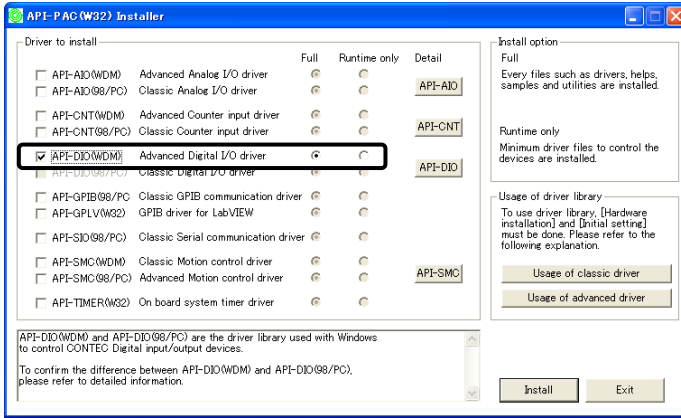 API-PAC(W32) Installer
Driver to install
Full Runtime only Detail
API-AIO(WDM) Advanced Analog I/O driver
API-AIO(98/PC) Classic Analog I/O driver
API-AIO
API-CNT(WDM) Advanced Counter input driver
API-CNT(98/PC) Classic Counter input driver
API-CNT
API-DIO(WDM) Advanced Digital I/O driver
API-DIO(98/PC) Classic Digital I/O driver
API-DIO
API-GPIB(98/PC Classic GPIB communication driver
API-GPLV(W32) GPIB driver for LabVIEW
API-SIO(98/PC) Classic Serial communication driver
API-SMC(WDM) Classic Motion control driver
API-SMC(98/PC) Advanced Motion control driver
API-SMC
API-TIMER(W32) On board system timer driver
Install option
Full
Every files such as drivers, helps,
samples and utilities are installed.
Runtime only
Minimum driver files to control the
devices are installed.
Usage of driver library
To use driver library, [Hardware
installation] and [Initial setting]
must be done. Please refer to the
following explanation.
Usage of classic driver
Usage of advanced driver
API-DIO(WDM) and API-DIO(98/PC) are the driver library used with Windows
to control CONTEC Digital input/output devices.
To confirm the difference between API-DIO(WDM) and API-DIO(98/PC),
please refer to detailed information.
Install Exit